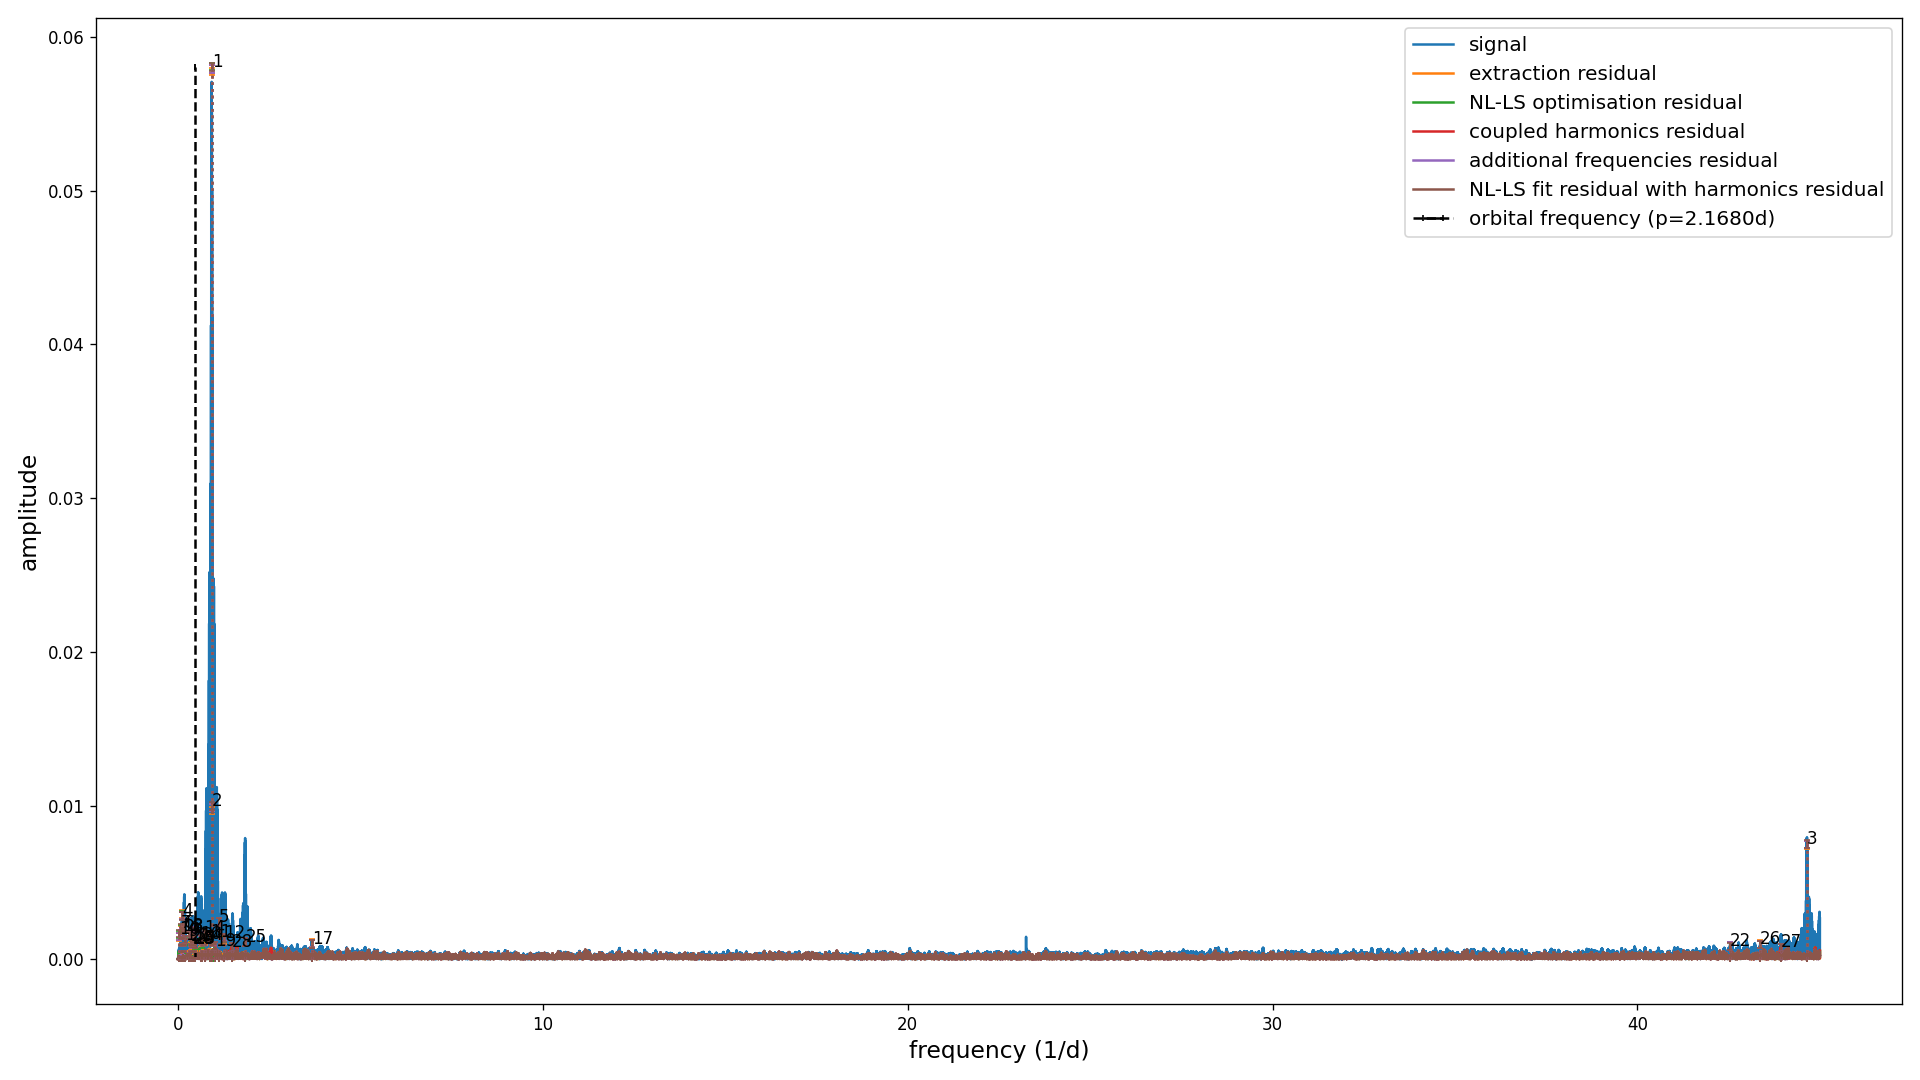 0.06
0.05
0.04
0.03
0.02
0.01
0.00
amplitude
0
10
20
30
40
frequency (1/d)
signal
extraction residual
NL-LS optimisation residual
coupled harmonics residual
additional frequencies residual
NL-LS fit residual with harmonics residual
orbital frequency (p=2.1680d)
1
2
3
4
5
12
19
28
25
17
22
26
27